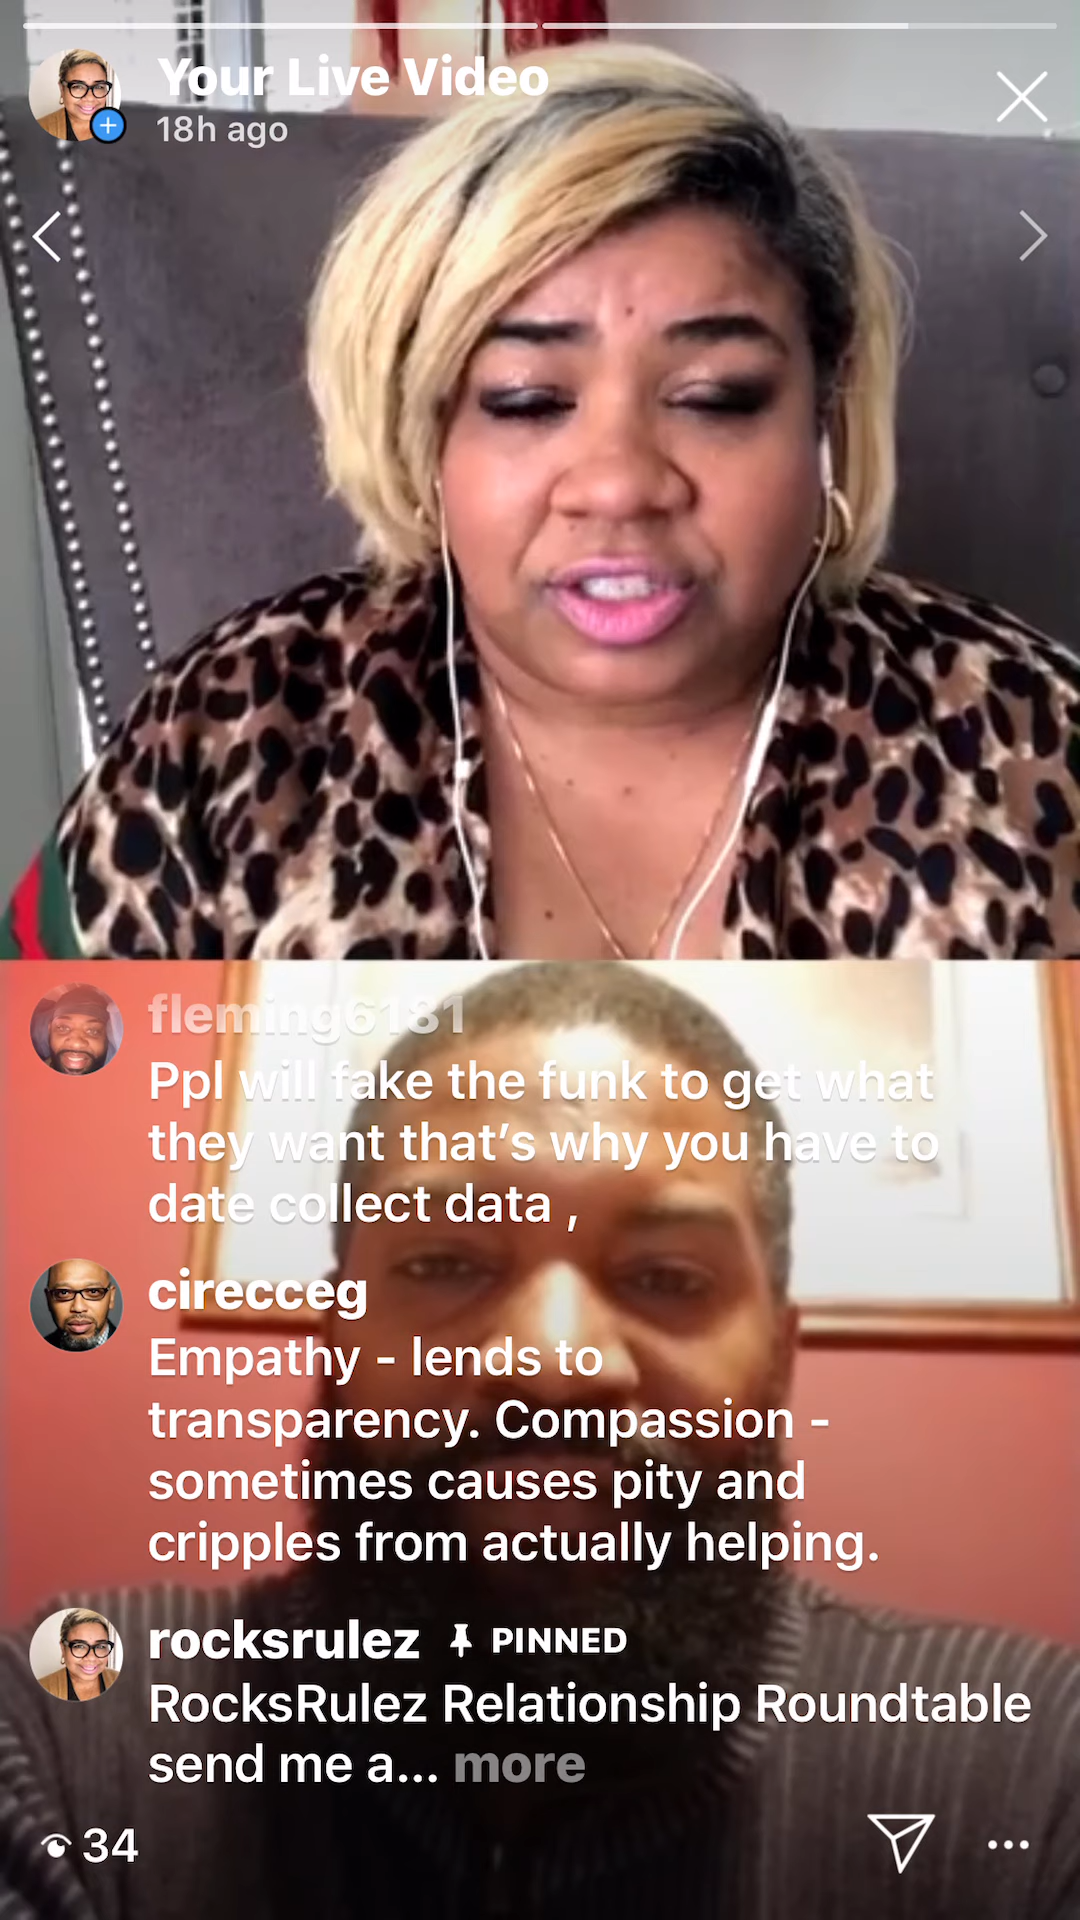 Your Live Video
18h ago
fleming6181
Ppl will fake the funk to get what
they want that's why you have to
date collect data ,
cirecceg
Empathy - lends to
transparency. Compassion -
sometimes causes pity and
cripples from actually helping.
rocksrulez PINNED
RocksRulez Relationship Roundtable
send me a... more
34